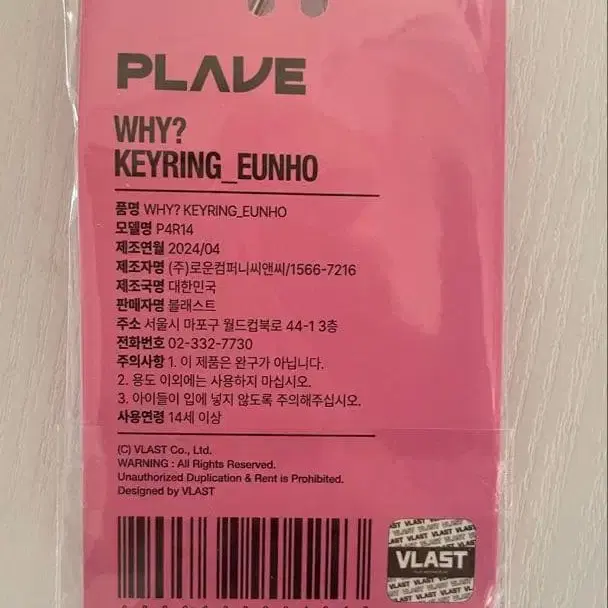 PLAVE
WHY?
KEYRING_EUNHO
품명 WHY? KEYRING_EUNHO
모델명 P4R14
제조연월 2024/04
제조자명 (주)로운컴퍼니씨앤씨/1566-7216
제조국명 대한민국
판매자명 블래스트
주소 서울시 마포구 월드컵북로 44-1 3층
전화번호 02-332-7730
주의사항 1. 이 제품은 완구가 아닙니다.
2. 용도 이외에는 사용하지 마십시오.
3. 아이들이 입에 넣지 않도록 주의해주십시오.
사용연령 14세 이상
(C) VLAST Co., Ltd.
WARNING : All Rights Reserved.
Unauthorized Duplication & Rent is Prohibited.
Designed by VLAST
VLAST